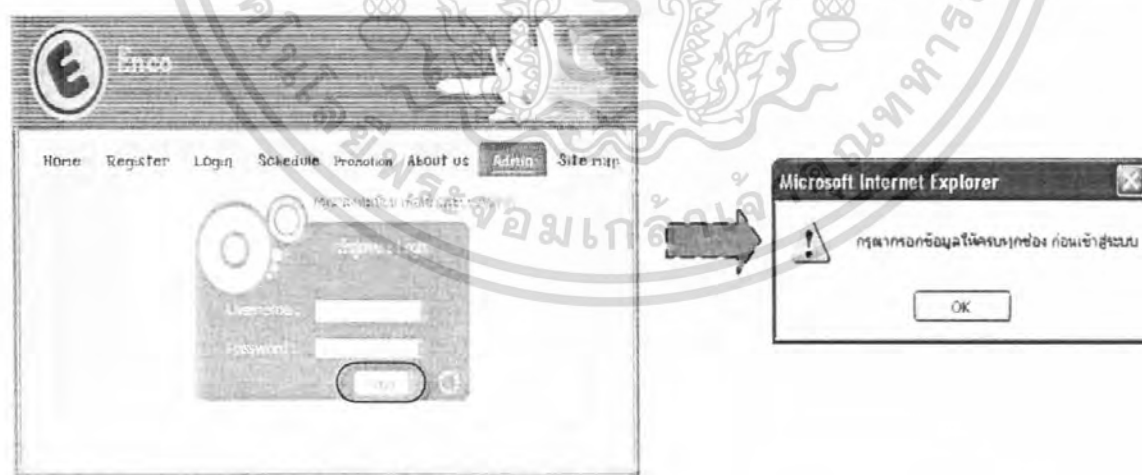 Enco
Home Register Login Schedule Promotion About us Admin Site map
Username :
Password :
Microsoft Internet Explorer
กรุณากรอกข้อมูลให้ครบทุกช่อง ก่อนเข้าสู่ระบบ
OK